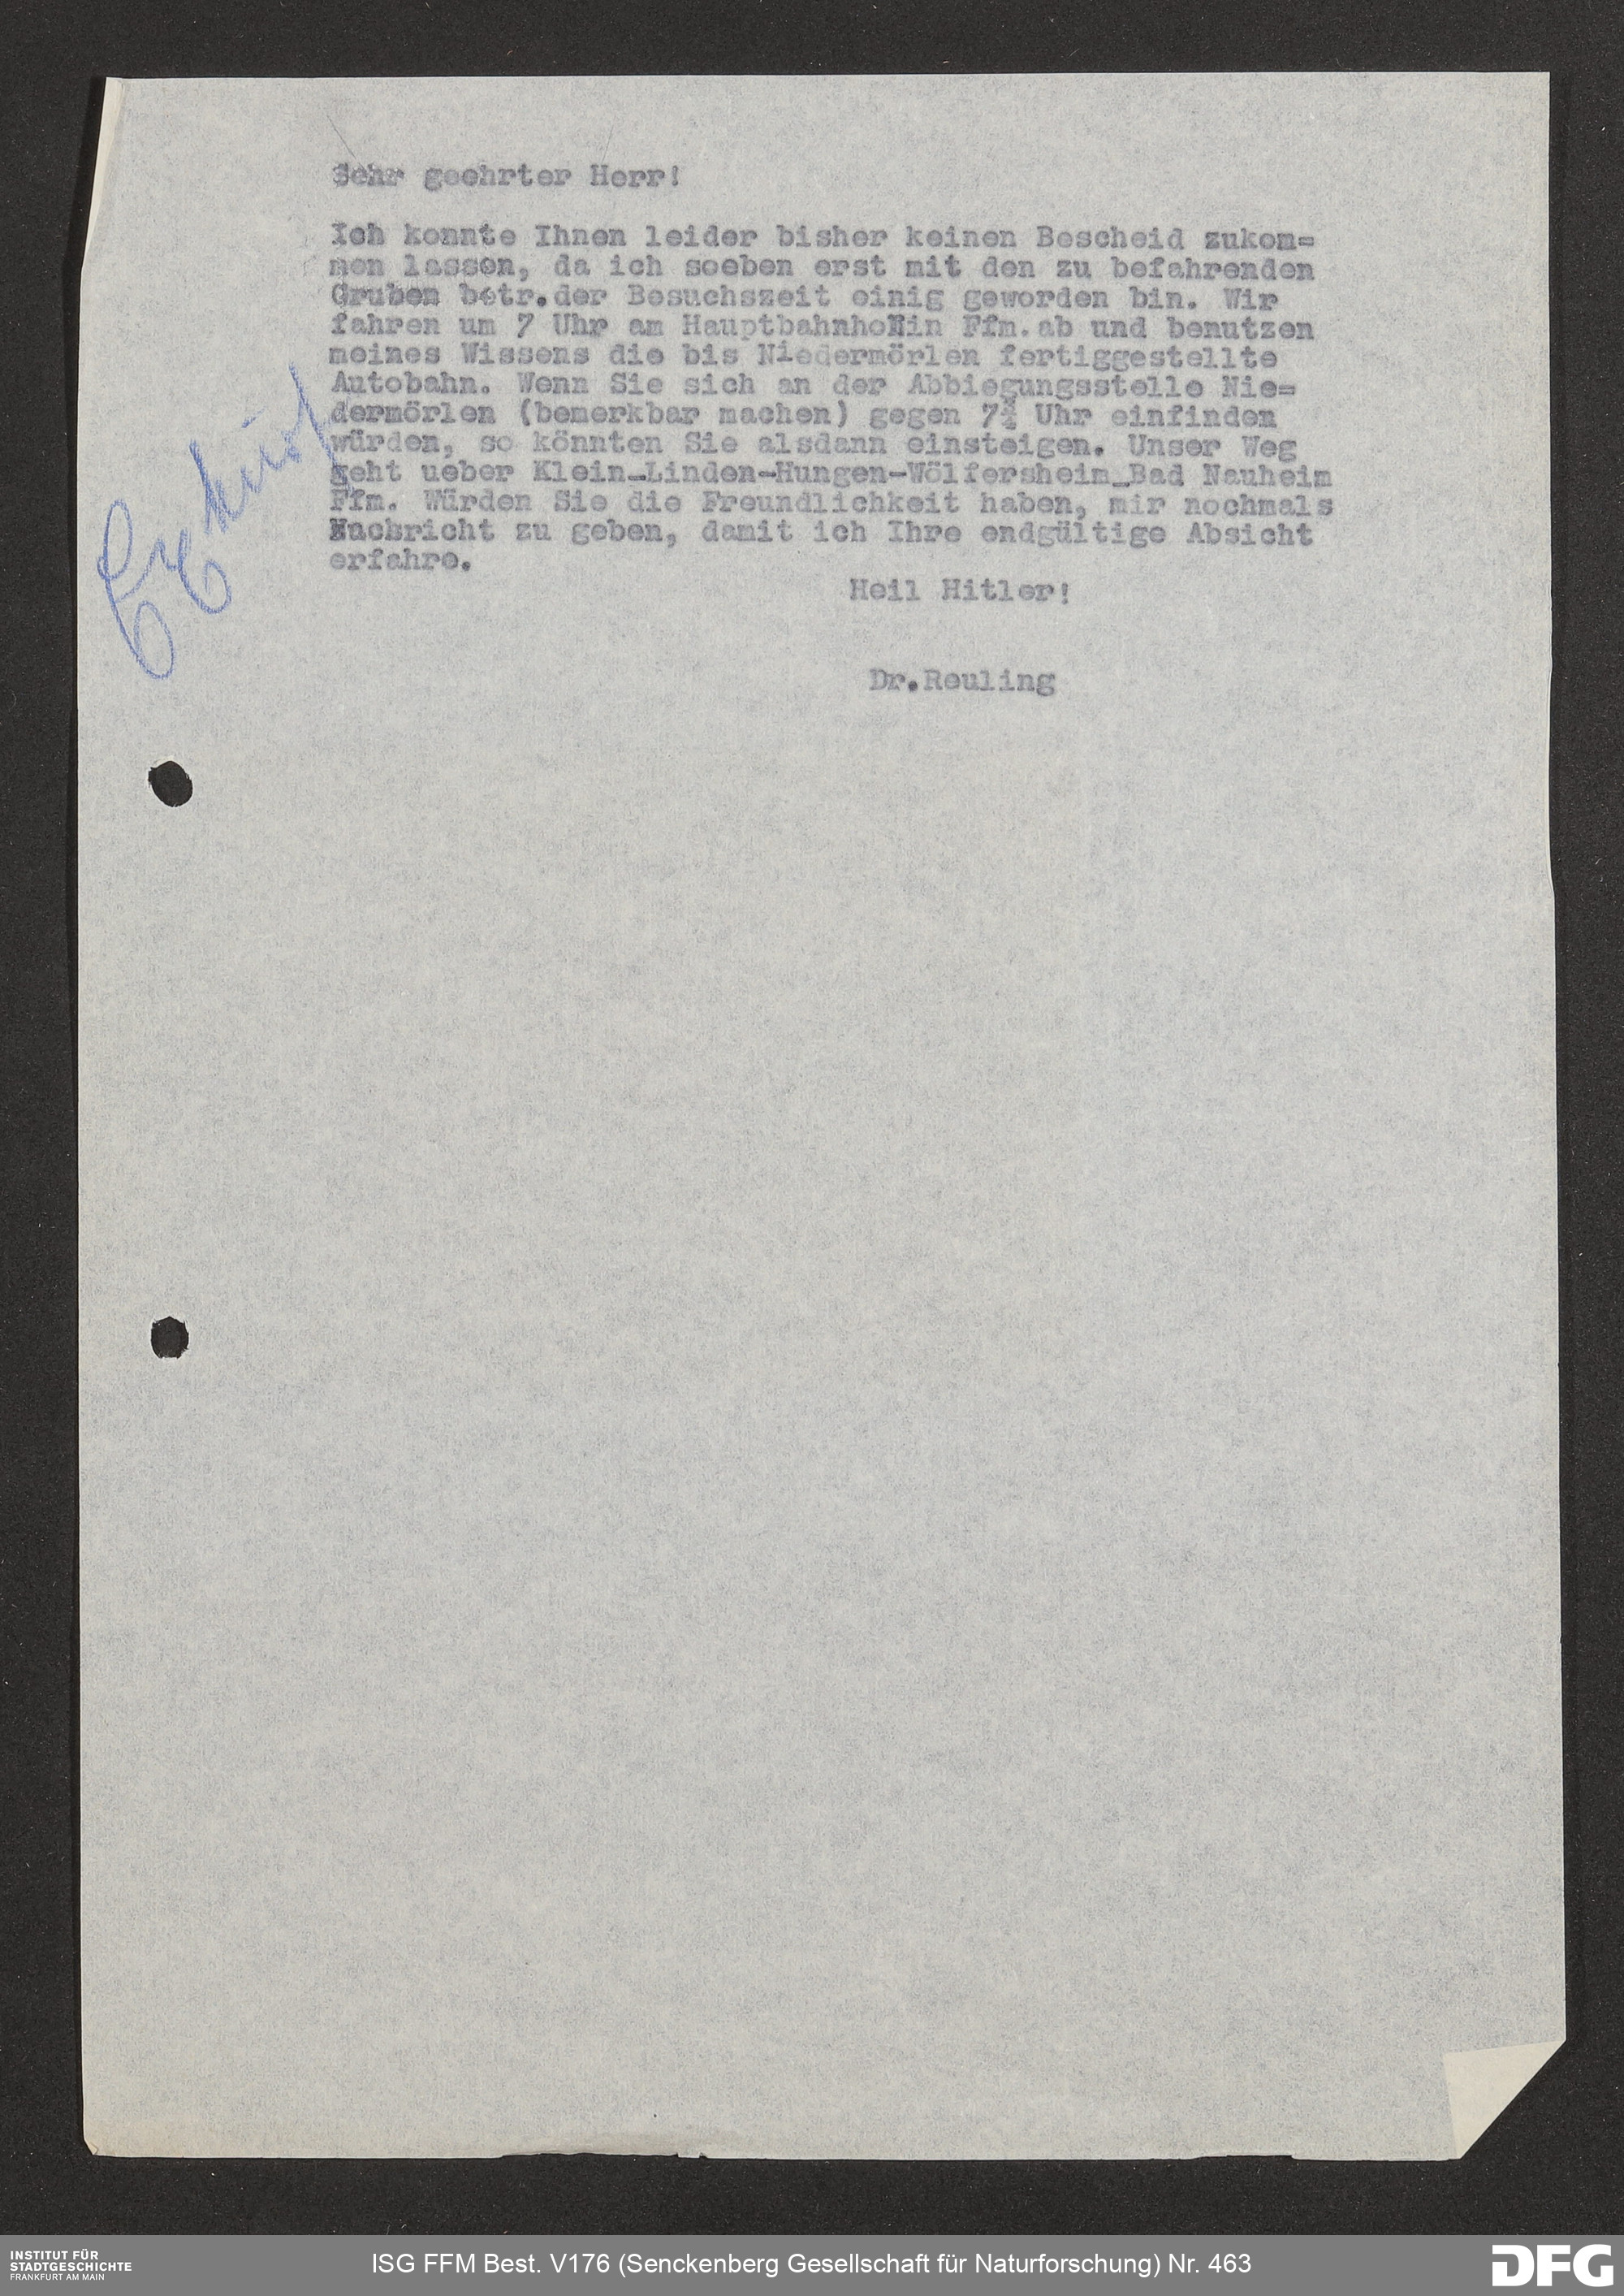 Sehr geehrter Herr!
Ich konnte Ihnen leider bisher keinen Bescheid zukom=
men lassen, da ich soeben erst mit den zu befahrenden
Gruben betr.der Besuchszeit einig geworden bin. Wir
fahren um 7 Uhr am Hauptbahnhof in Ffm.ab und benutzen
meines Wissens die bis Niedermörlen fertiggestellte
Autobahn. Wenn Sie sich an der Abbiegungsstelle Nie=
dermörlen (bemerkbar machen) gegen 7¾ Uhr einfinden
würden, so könnten Sie alsdann einsteigen. Unser Weg
geht ueber Klein-Linden-Hungen-Wölfersheim-Bad Nauheim
Ffm. Würden Sie die Freundlichkeit haben, mir nochmals
Nachricht zu geben, damit ich Ihre endgültige Absicht
erfahre.
Heil Hitler!
Dr.Reuling
INSTITUT FÜR
STADTGESCHICHTE
FRANKFURT AM MAIN
ISG FFM Best. V176 (Senckenberg Gesellschaft für Naturforschung) Nr. 463
DFG